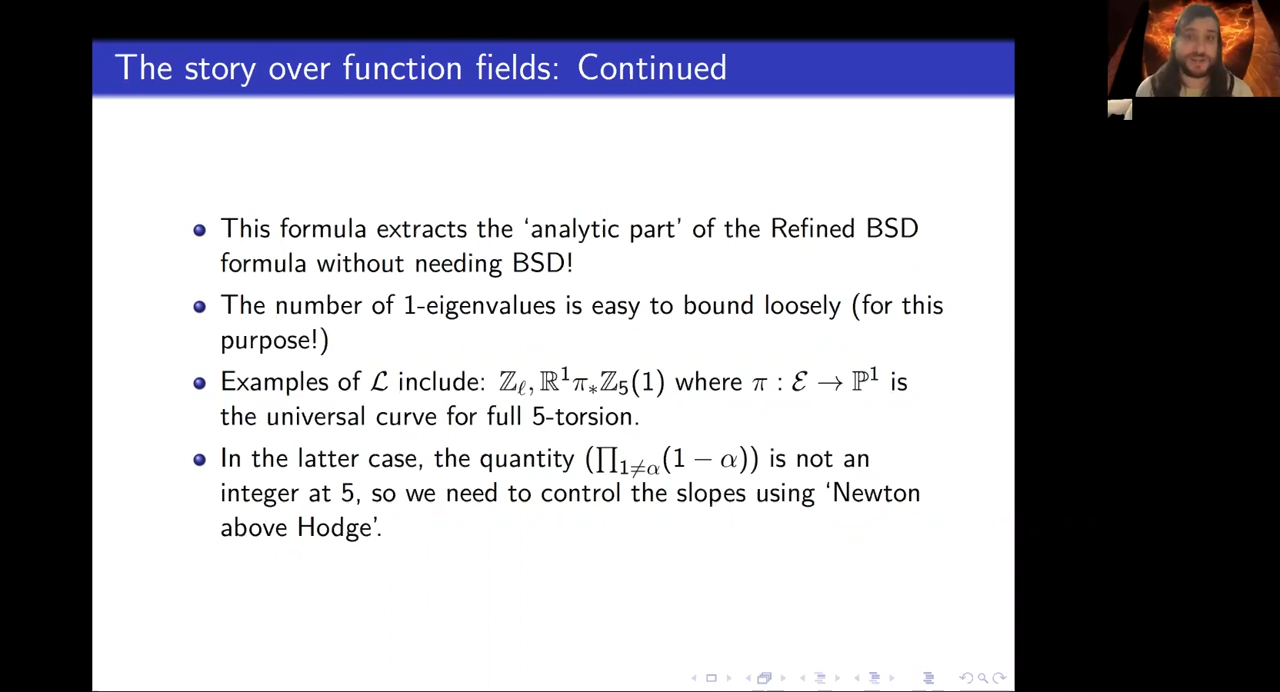 The story over function fields: Continued
This formula extracts the ‘analytic part’ of the Refined BSD
formula without needing BSD!
The number of 1-eigenvalues is easy to bound loosely (for this
purpose!)
Examples of ℒ include: ℤ_ℓ, ℝ¹π_*ℤ₅(1) where π : ℰ → ℙ¹ is
the universal curve for full 5-torsion.
In the latter case, the quantity (∏_{1≠α}(1 − α)) is not an
integer at 5, so we need to control the slopes using ‘Newton
above Hodge’.